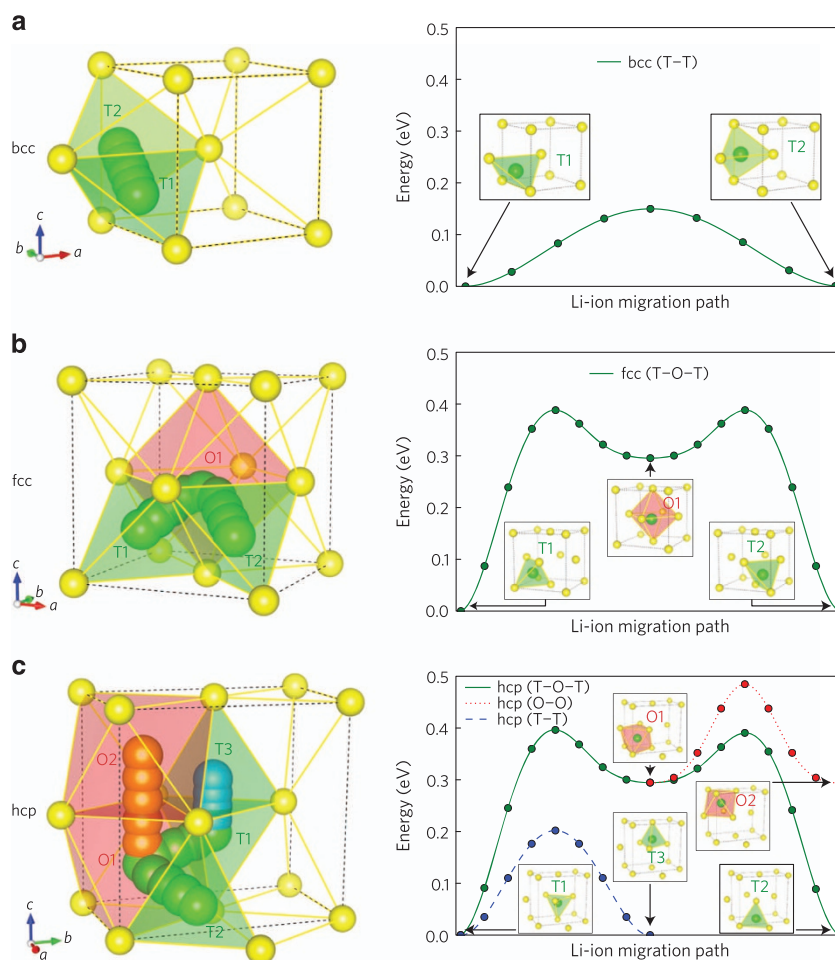 a
bcc
T2
T1
c
b
a
Energy (eV)
0.5
0.4
0.3
0.2
0.1
0.0
bcc (T–T)
T1
T2
Li-ion migration path
b
fcc
O1
T1
T2
c
b
a
Energy (eV)
0.5
0.4
0.3
0.2
0.1
0.0
fcc (T–O–T)
O1
T1
T2
Li-ion migration path
c
hcp
O2
T3
O1
T1
T2
c
b
a
Energy (eV)
0.5
0.4
0.3
0.2
0.1
0.0
hcp (T–O–T)
hcp (O–O)
hcp (T–T)
O1
O2
T3
T1
T2
Li-ion migration path